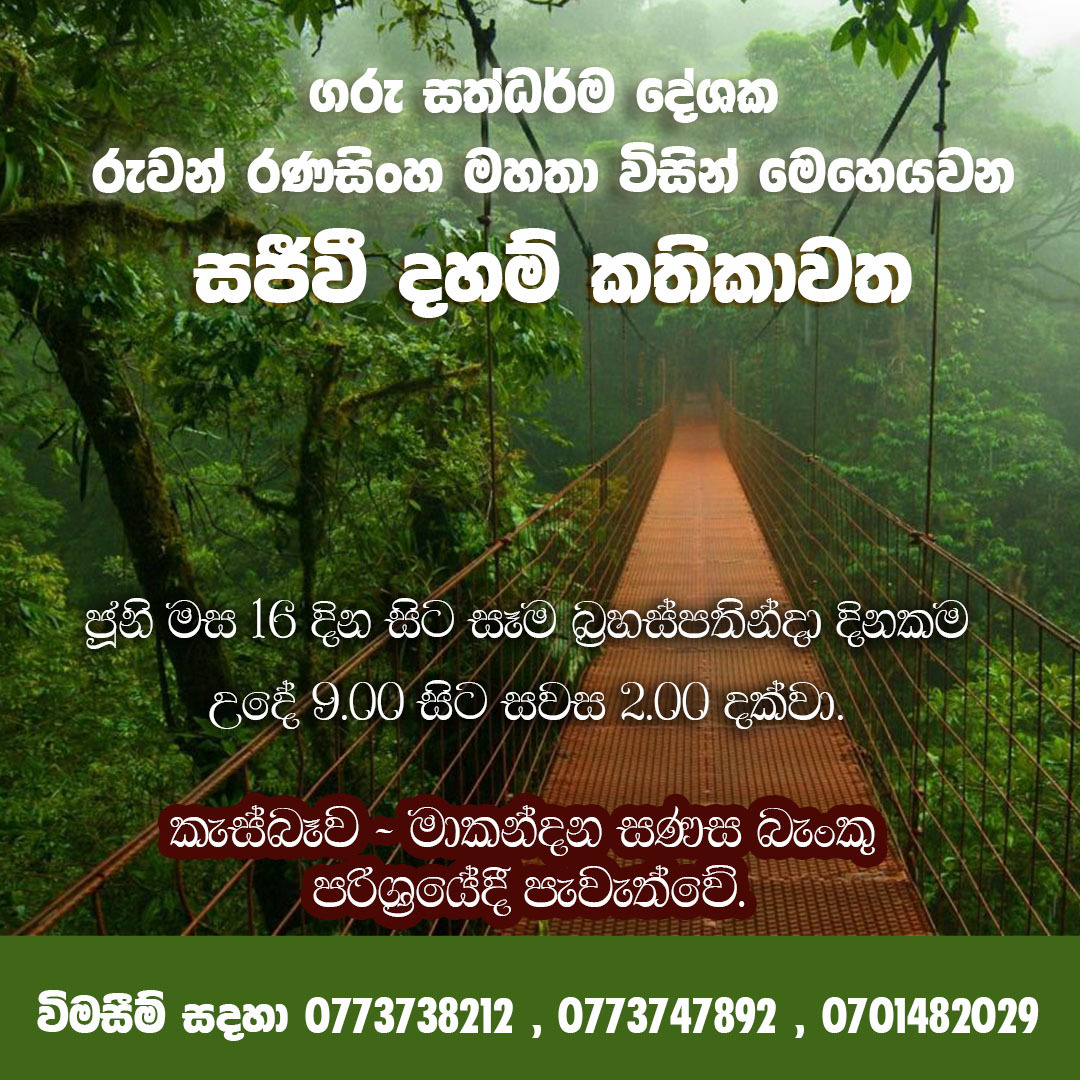 ගරු සත්ධර්ම දේශක
රුවන් රණසිංහ මහතා විසින් මෙහෙයවන
සජීවී දහම් කතිකාවත
ජූනි මස 16 දින සිට සෑම බ්‍රහස්පතින්දා දිනකම
උදේ 9.00 සිට සවස 2.00 දක්වා.
කැස්බෑව ~ මාකන්දන සණස බැංකු
පරිශ්‍රයේදී පැවැත්වේ.
විමසීම් සදහා 0773738212 , 0773747892 , 0701482029